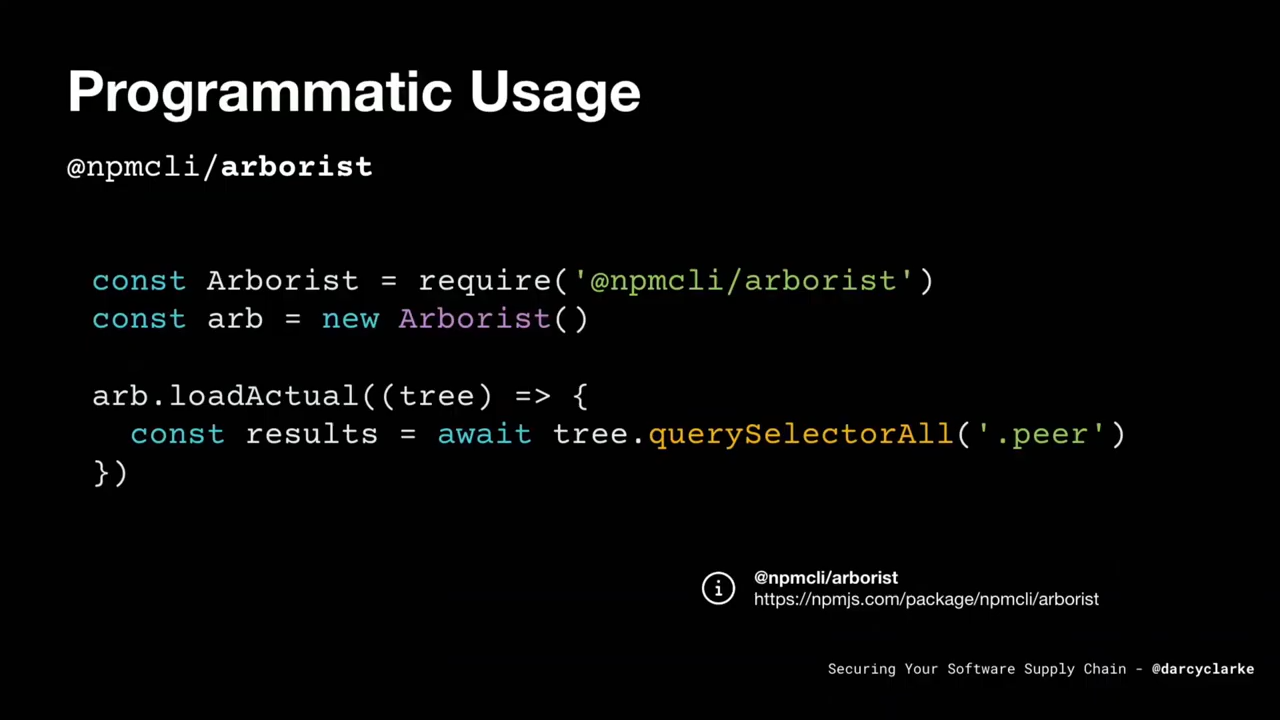 Programmatic Usage
@npmcli/arborist
const Arborist = require('@npmcli/arborist')
const arb = new Arborist()
arb.loadActual((tree) => {
  const results = await tree.querySelectorAll('.peer')
})
@npmcli/arborist
https://npmjs.com/package/npmcli/arborist
Securing Your Software Supply Chain - @darcyclarke